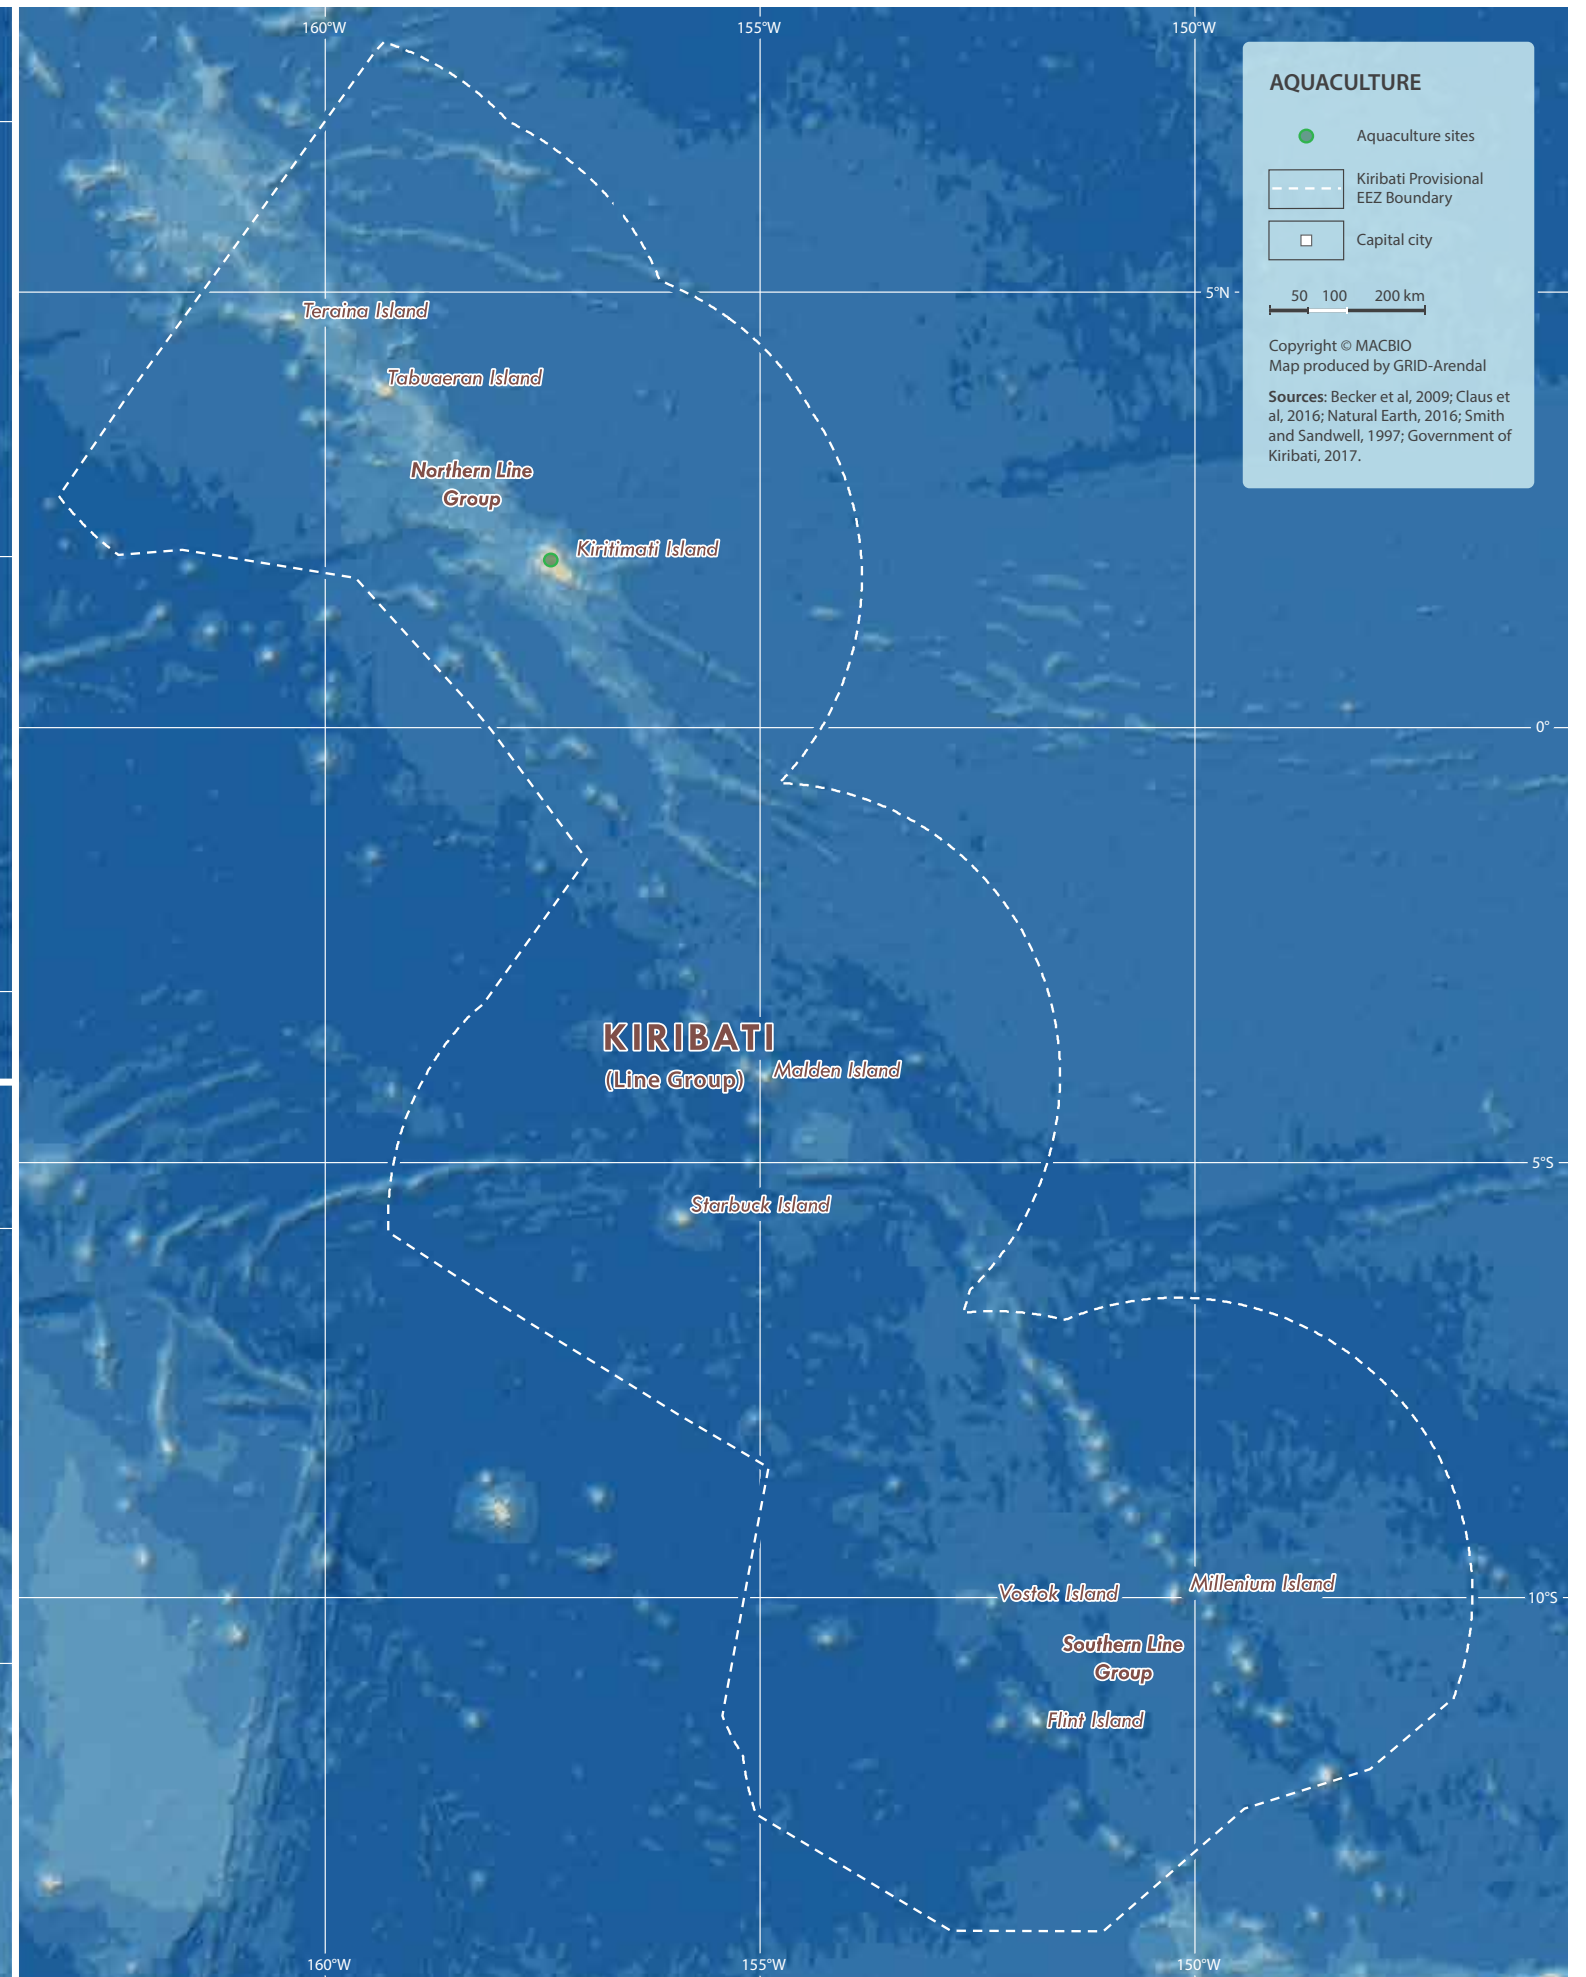 160°W
155°W
150°W
AQUACULTURE
Aquaculture sites
Kiribati Provisional
EEZ Boundary
Capital city
5°N
50 100 200 km
Copyright © MACBIO
Map produced by GRID-Arendal
Sources: Becker et al, 2009; Claus et
al, 2016; Natural Earth, 2016; Smith
and Sandwell, 1997; Government of
Kiribati, 2017.
Teraina Island
Tabuaeran Island
Northern Line
Group
Kiritimati Island
0°
KIRIBATI
(Line Group)
Malden Island
5°S
Starbuck Island
Millenium Island
Vostok Island
10°S
Southern Line
Group
Flint Island
160°W
155°W
150°W